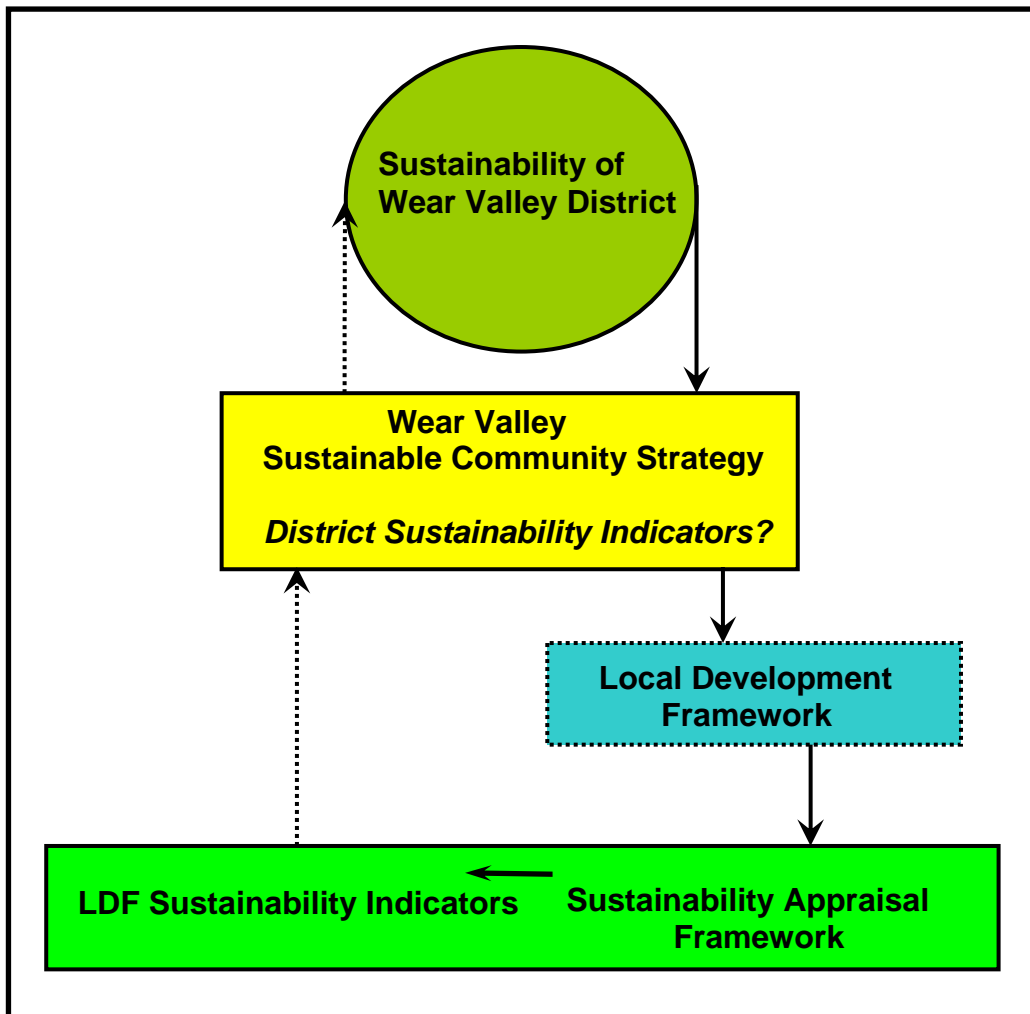 Sustainability of
Wear Valley District
Wear Valley
Sustainable Community Strategy
District Sustainability Indicators?
Local Development
Framework
LDF Sustainability Indicators
Sustainability Appraisal
Framework